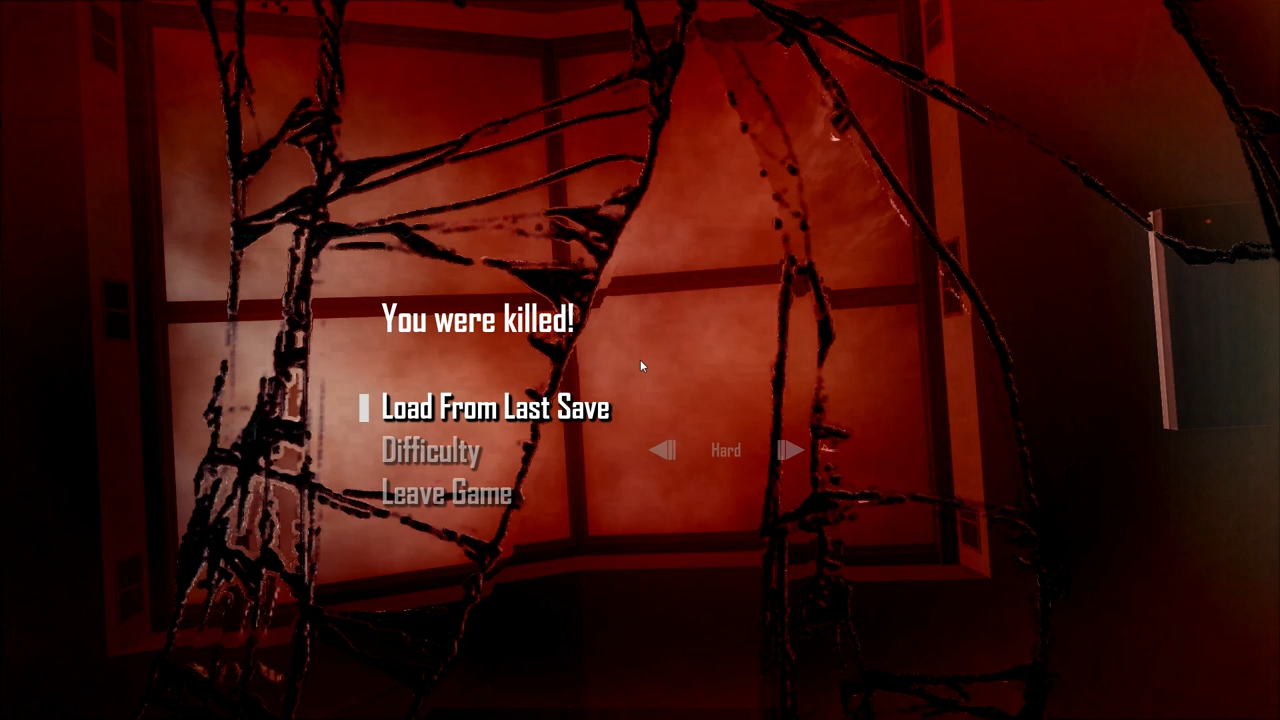 You were killed!
Load From Last Save
Difficulty
Hard
Leave Game